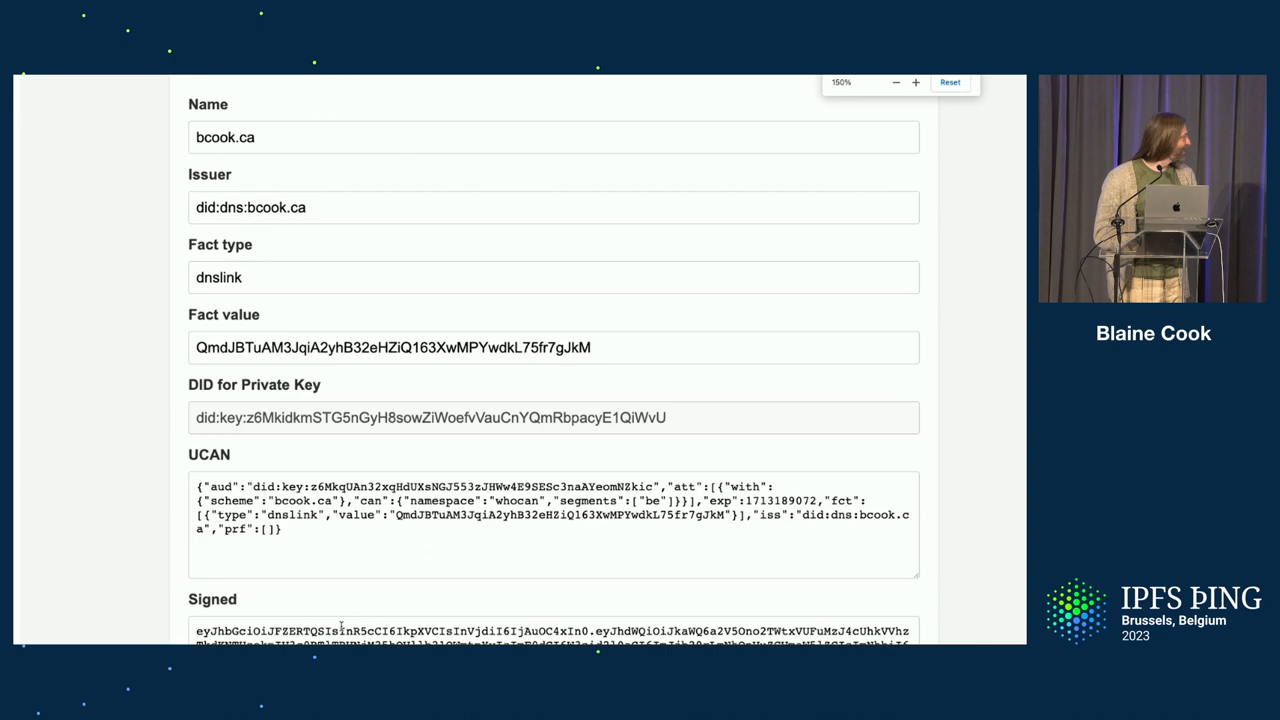 150%
Reset
Name
bcook.ca
Issuer
did:dns:bcook.ca
Fact type
dnslink
Fact value
QmdJBTuAM3JqiA2yhB32eHZiQ163XwMPYwdkL75fr7gJkM
DID for Private Key
did:key:z6MkidkmSTG5nGyH8sowZiWoefvVauCnYQmRbpacyE1QiWvU
UCAN
{"aud":"did:key:z6MkqUAn32xqHdUXsNGJ553zJHWw4E9SESc3naAYeomNZkic","att":[{"with":
{"scheme":"bcook.ca"},"can":{"namespace":"whocan","segments":["be"]}}],"exp":1713189072,"fct":
[{"type":"dnslink","value":"QmdJBTuAM3JqiA2yhB32eHZiQ163XwMPYwdkL75fr7gJkM"}],"iss":"did:dns:bcook.c
a","prf":[]}
Signed
eyJhbGciOiJFZERTQSIsInR5cCI6IkpXVCIsInVjdiI6IjAuOC4xIn0.eyJhdWQiOiJkaWQ6a2V5Ono2TWtxVUFuMzJ4cUhkVVhz
Blaine Cook
IPFS ÞING
Brussels, Belgium
2023